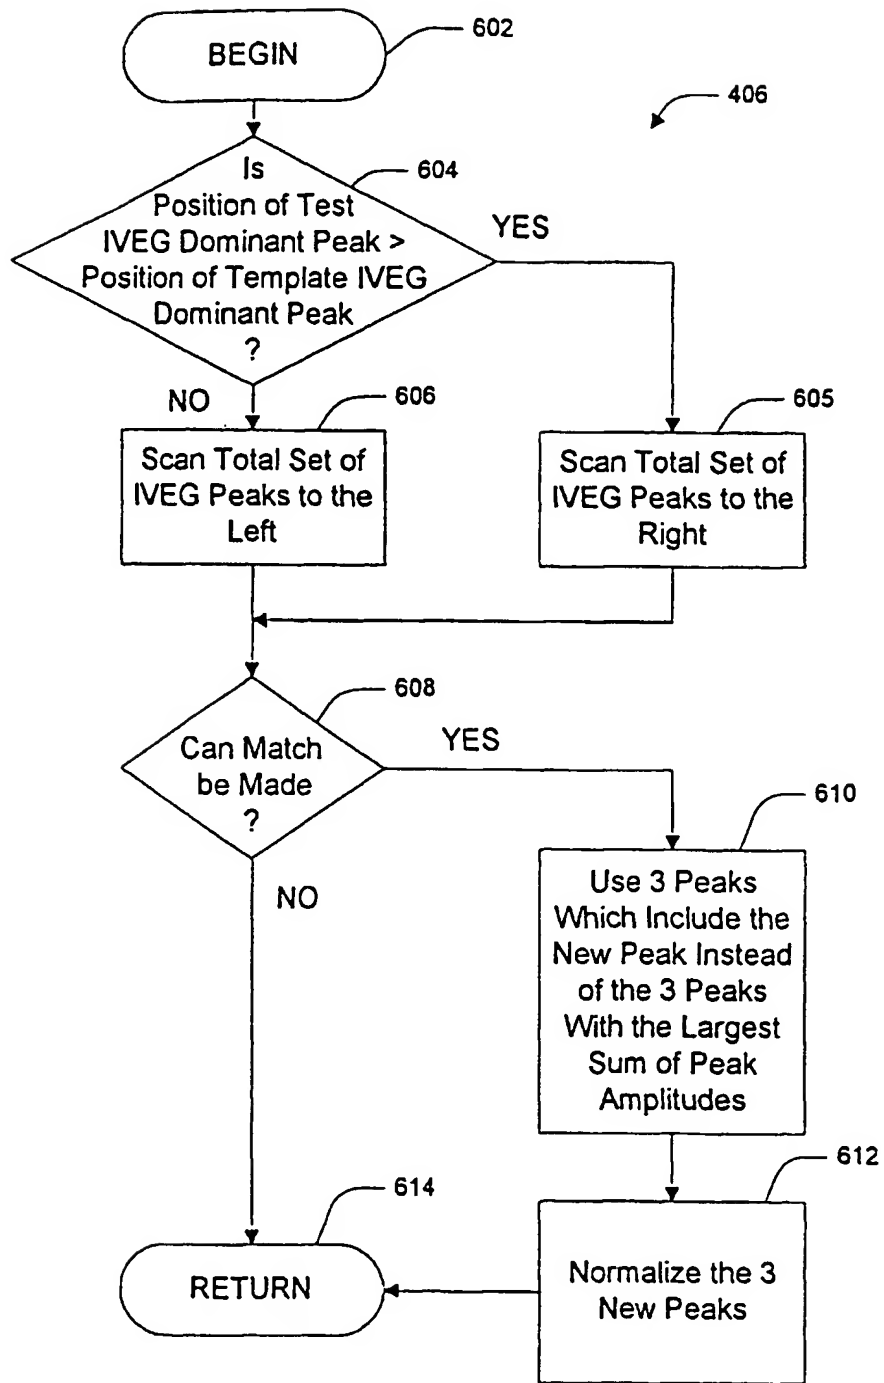 602
BEGIN
406
604
Is
Position of Test
IVEG Dominant Peak >
Position of Template IVEG
Dominant Peak
?
YES
NO
606
605
Scan Total Set of
IVEG Peaks to the
Left
Scan Total Set of
IVEG Peaks to the
Right
608
Can Match
be Made
?
YES
NO
610
Use 3 Peaks
Which Include the
New Peak Instead
of the 3 Peaks
With the Largest
Sum of Peak
Amplitudes
612
614
RETURN
Normalize the 3
New Peaks